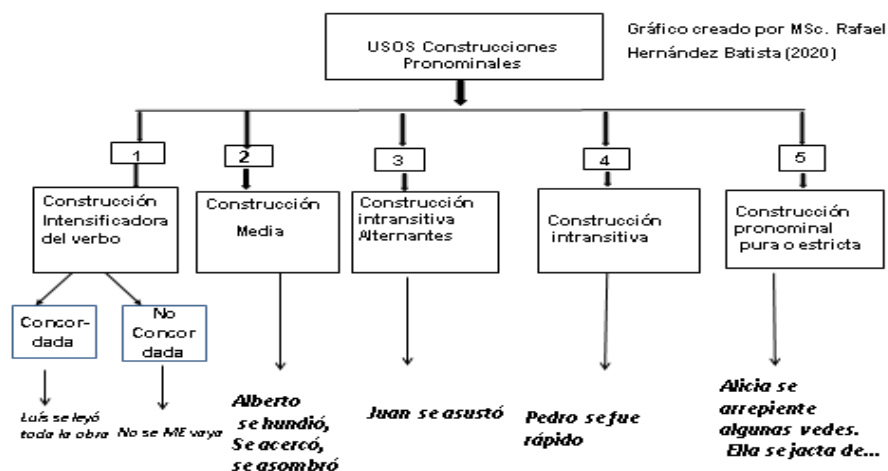 USOS Construcciones
Pronominales
Gráfico creado por MSc. Rafael
Hernández Batista (2020)
1
2
3
4
5
Construcción
Intensificadora
del verbo
Construcción
Media
Construcción
intransitiva
Alternantes
Construcción
intransitiva
Construcción
pronominal
pura o estricta
Concor-
dada
No
Concor
dada
Luís se leyó
toda la obra
No se ME vaya
Alberto
se hundió,
Se acercó,
se asombró
Juan se asustó
Pedro se fue
rápido
Alicia se
arrepiente
algunas vedes.
Ella se jacta de...